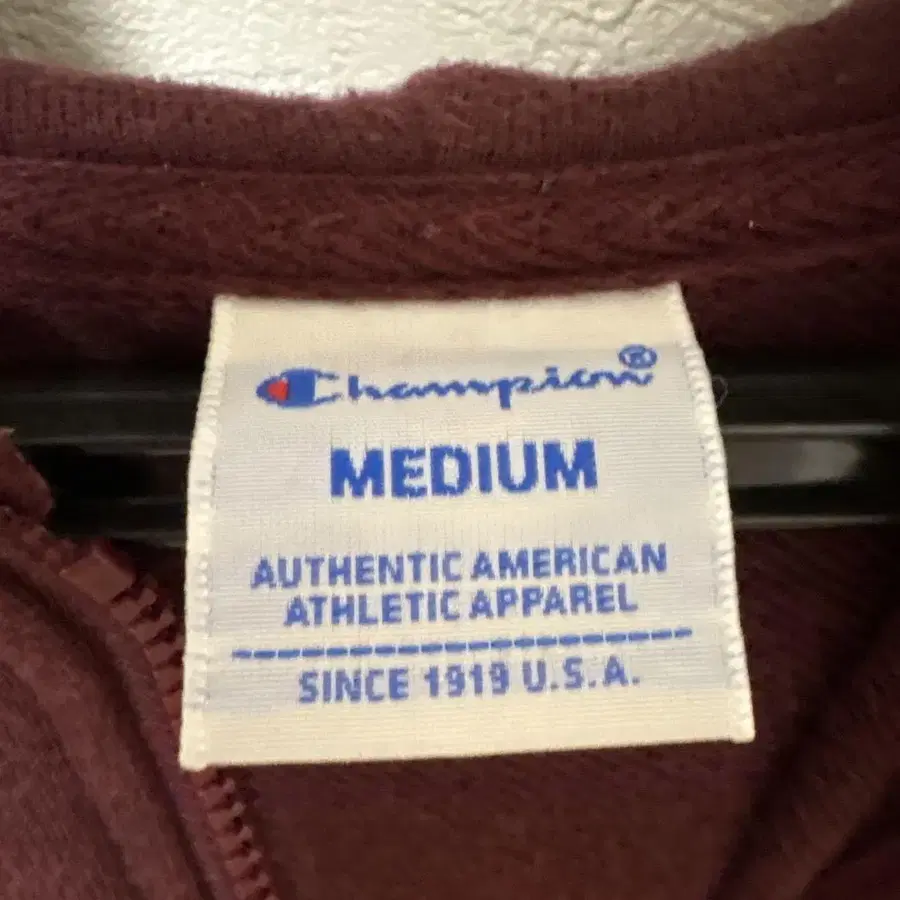 Champion®
MEDIUM
AUTHENTIC AMERICAN
ATHLETIC APPAREL
SINCE 1919 U.S.A.